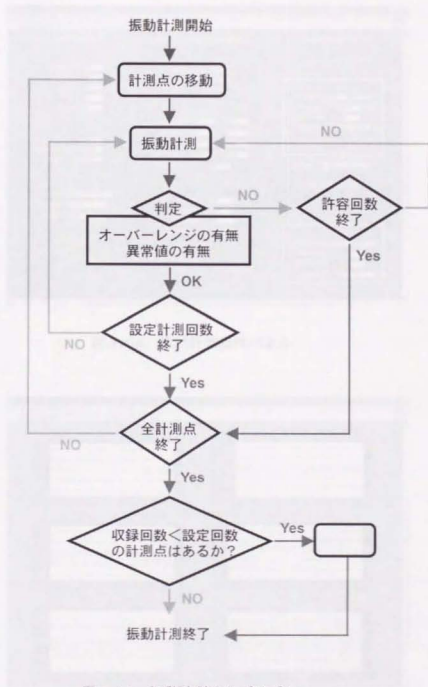 振動計測開始
計測点の移動
振動計測
NO
判定
NO
許容回数
終了
オーバーレンジの有無
異常値の有無
Yes
OK
設定計測回数
終了
NO
Yes
全計測点
終了
NO
Yes
収録回数＜設定回数
の計測点はあるか？
Yes
NO
振動計測終了